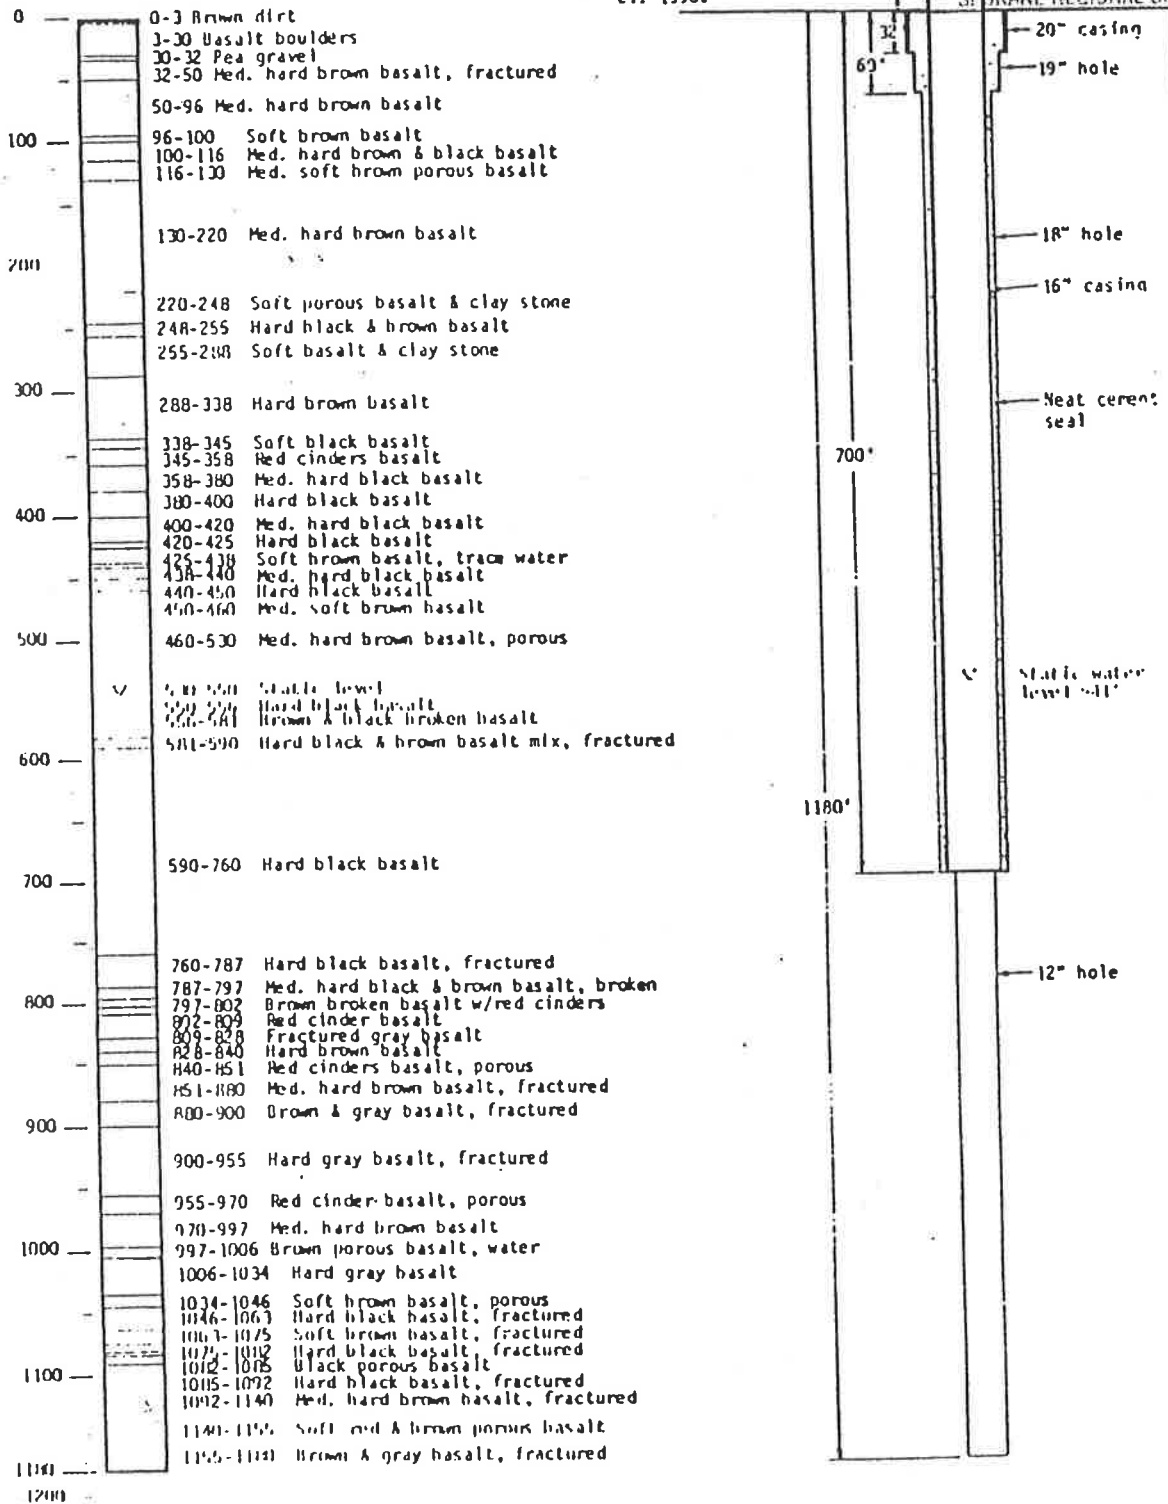 0
0-3 Brown dirt
3-30 Basalt boulders
30-32 Pea gravel
32-50 Med. hard brown basalt, fractured
50-96 Med. hard brown basalt
100
96-100 Soft brown basalt
100-116 Med. hard brown & black basalt
116-130 Med. soft brown porous basalt
130-220 Med. hard brown basalt
200
220-248 Soft porous basalt & clay stone
248-255 Hard black & brown basalt
255-288 Soft basalt & clay stone
300
288-338 Hard brown basalt
338-345 Soft black basalt
345-358 Red cinders basalt
358-380 Med. hard black basalt
380-400 Hard black basalt
400
400-420 Med. hard black basalt
420-425 Hard black basalt
425-438 Soft brown basalt, trace water
438-440 Med. hard black basalt
440-450 Hard black basalt
450-460 Med. soft brown basalt
500
460-530 Med. hard brown basalt, porous
Static level
Hard black basalt
556-581 Brown & black broken basalt
581-590 Hard black & brown basalt mix, fractured
600
590-760 Hard black basalt
700
760-787 Hard black basalt, fractured
787-797 Med. hard black & brown basalt, broken
800
797-802 Brown broken basalt w/red cinders
802-809 Red cinder basalt
809-828 Fractured gray basalt
828-840 Hard brown basalt
840-851 Red cinders basalt, porous
851-880 Med. hard brown basalt, fractured
880-900 Brown & gray basalt, fractured
900
900-955 Hard gray basalt, fractured
955-970 Red cinder basalt, porous
970-997 Med. hard brown basalt
1000
997-1006 Brown porous basalt, water
1006-1034 Hard gray basalt
1034-1046 Soft brown basalt, porous
1046-1063 Hard black basalt, fractured
1063-1075 Soft brown basalt, fractured
1075-1082 Hard black basalt, fractured
1082-1085 Black porous basalt
1100
1085-1092 Hard black basalt, fractured
1092-1140 Med. hard brown basalt, fractured
1140-1155 Soft red & brown porous basalt
1155-1180 Brown & gray basalt, fractured
1200
32'
60'
20" casing
19" hole
18" hole
16" casing
Neat cement
seal
700'
Static water
level
1180'
12" hole